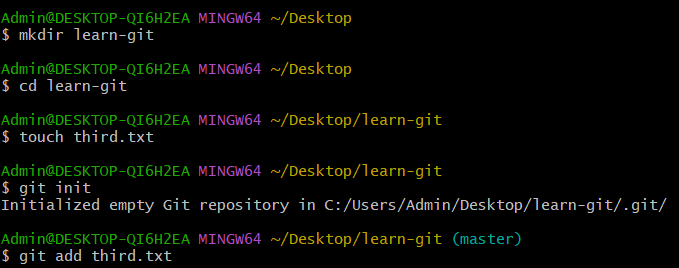 Admin@DESKTOP-QI6H2EA MINGW64 ~/Desktop
$ mkdir learn-git
Admin@DESKTOP-QI6H2EA MINGW64 ~/Desktop
$ cd learn-git
Admin@DESKTOP-QI6H2EA MINGW64 ~/Desktop/learn-git
$ touch third.txt
Admin@DESKTOP-QI6H2EA MINGW64 ~/Desktop/learn-git
$ git init
Initialized empty Git repository in C:/Users/Admin/Desktop/learn-git/.git/
Admin@DESKTOP-QI6H2EA MINGW64 ~/Desktop/learn-git (master)
$ git add third.txt